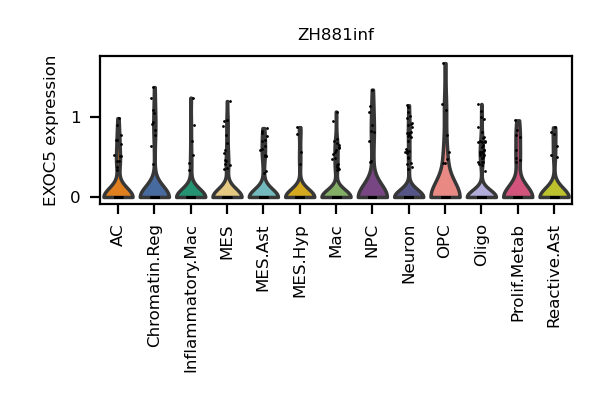 ZH881inf
EXOC5 expression
1
0
AC
Chromatin.Reg
Inflammatory.Mac
MES
MES.Ast
MES.Hyp
Mac
NPC
Neuron
OPC
Oligo
Prolif.Metab
Reactive.Ast